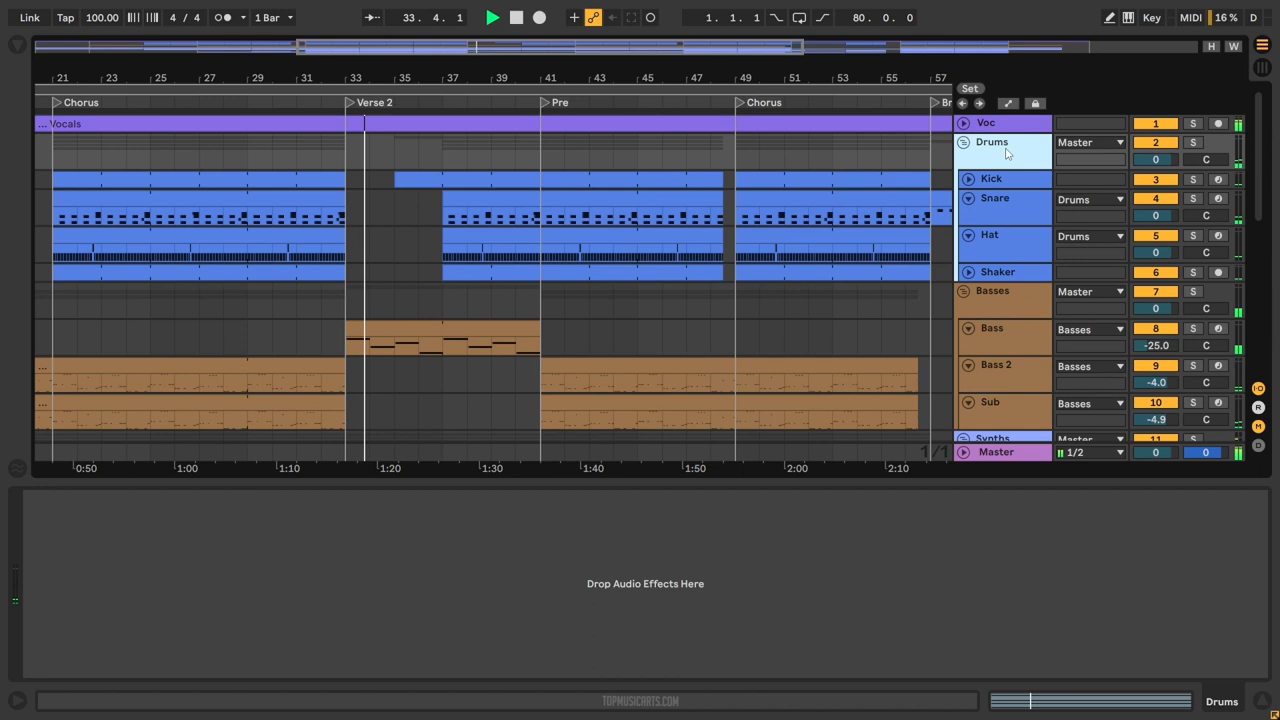 Link Tap 100.00 4 / 4 1 Bar 33. 4. 1 1. 1. 1 80. 0. 0 Key MIDI 16 % D
H W
21 23 25 27 29 31 33 35 37 39 41 43 45 47 49 51 53 55 57
Set
Chorus Verse 2 Pre Chorus Br
... Vocals Voc 1 S
Drums Master 2 S
0 C
Kick 3 S
Snare Drums 4 S
0 C
Hat Drums 5 S
0 C
Shaker 6 S
Basses Master 7 S
0 C
Bass Basses 8 S
-25.0 C
... Bass 2 Basses 9 S
-4.0 C
... Sub Basses 10 S
-4.9 C
Synths Master 11 S
1/1 Master 1/2 0 0
0:50 1:00 1:10 1:20 1:30 1:40 1:50 2:00 2:10
I·O
R
M
D
Drop Audio Effects Here
TOPMUSICARTS.COM Drums